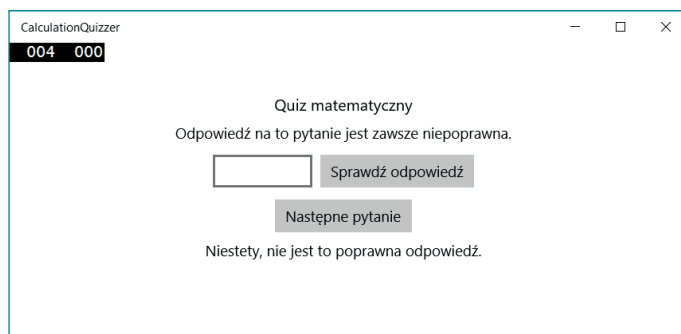 CalculationQuizzer
004 000
Quiz matematyczny
Odpowiedź na to pytanie jest zawsze niepoprawna.
Sprawdź odpowiedź
Następne pytanie
Niestety, nie jest to poprawna odpowiedź.